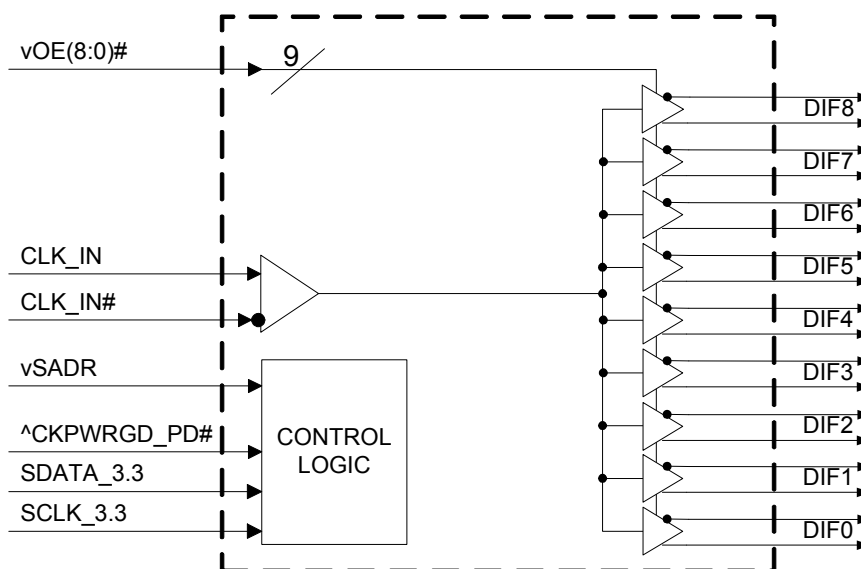 vOE(8:0)#
9
DIF8
DIF7
DIF6
CLK_IN
DIF5
CLK_IN#
DIF4
vSADR
DIF3
^CKPWRGD_PD#
CONTROL
LOGIC
DIF2
SDATA_3.3
DIF1
SCLK_3.3
DIF0